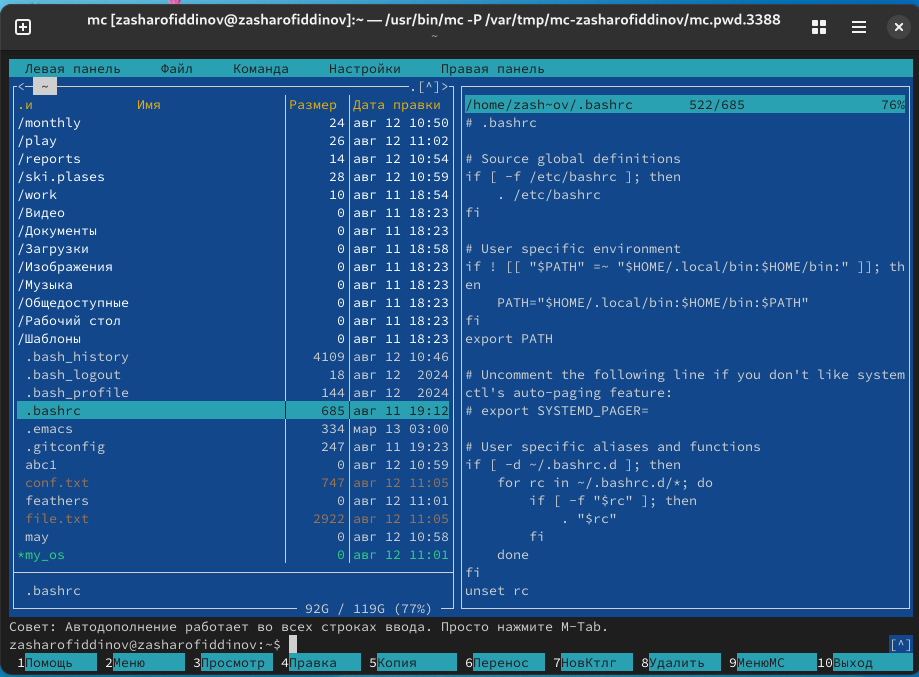 mc [zasharofiddinov@zasharofiddinov]:~ — /usr/bin/mc -P /var/tmp/mc-zasharofiddinov/mc.pwd.3388
~
Левая панель Файл Команда Настройки Правая панель
<— ~ .[^]>
.и Имя Размер Дата правки
/monthly 24 авг 12 10:50
/play 26 авг 12 11:02
/reports 14 авг 12 10:54
/ski.plases 28 авг 12 10:59
/work 10 авг 11 18:54
/Видео 0 авг 11 18:23
/Документы 0 авг 11 18:23
/Загрузки 0 авг 11 18:58
/Изображения 0 авг 11 18:23
/Музыка 0 авг 11 18:23
/Общедоступные 0 авг 11 18:23
/Рабочий стол 0 авг 11 18:23
/Шаблоны 0 авг 11 18:23
.bash_history 4109 авг 12 10:46
.bash_logout 18 авг 12 2024
.bash_profile 144 авг 12 2024
.bashrc 685 авг 11 19:12
.emacs 334 мар 13 03:00
.gitconfig 247 авг 11 19:23
abc1 0 авг 12 10:59
conf.txt 747 авг 12 11:05
feathers 0 авг 12 11:01
file.txt 2922 авг 12 11:05
may 0 авг 12 10:58
*my_os 0 авг 12 11:01
.bashrc
92G / 119G (77%)
/home/zash~ov/.bashrc 522/685 76%
# .bashrc
# Source global definitions
if [ -f /etc/bashrc ]; then
. /etc/bashrc
fi
# User specific environment
if ! [[ "$PATH" =~ "$HOME/.local/bin:$HOME/bin:" ]]; th
en
PATH="$HOME/.local/bin:$HOME/bin:$PATH"
fi
export PATH
# Uncomment the following line if you don't like system
ctl's auto-paging feature:
# export SYSTEMD_PAGER=
# User specific aliases and functions
if [ -d ~/.bashrc.d ]; then
for rc in ~/.bashrc.d/*; do
if [ -f "$rc" ]; then
. "$rc"
fi
done
fi
unset rc
Совет: Автодополнение работает во всех строках ввода. Просто нажмите M-Tab.
zasharofiddinov@zasharofiddinov:~$ [^]
1Помощь 2Меню 3Просмотр 4Правка 5Копия 6Перенос 7НовКтлг 8Удалить 9МенюMC 10Выход